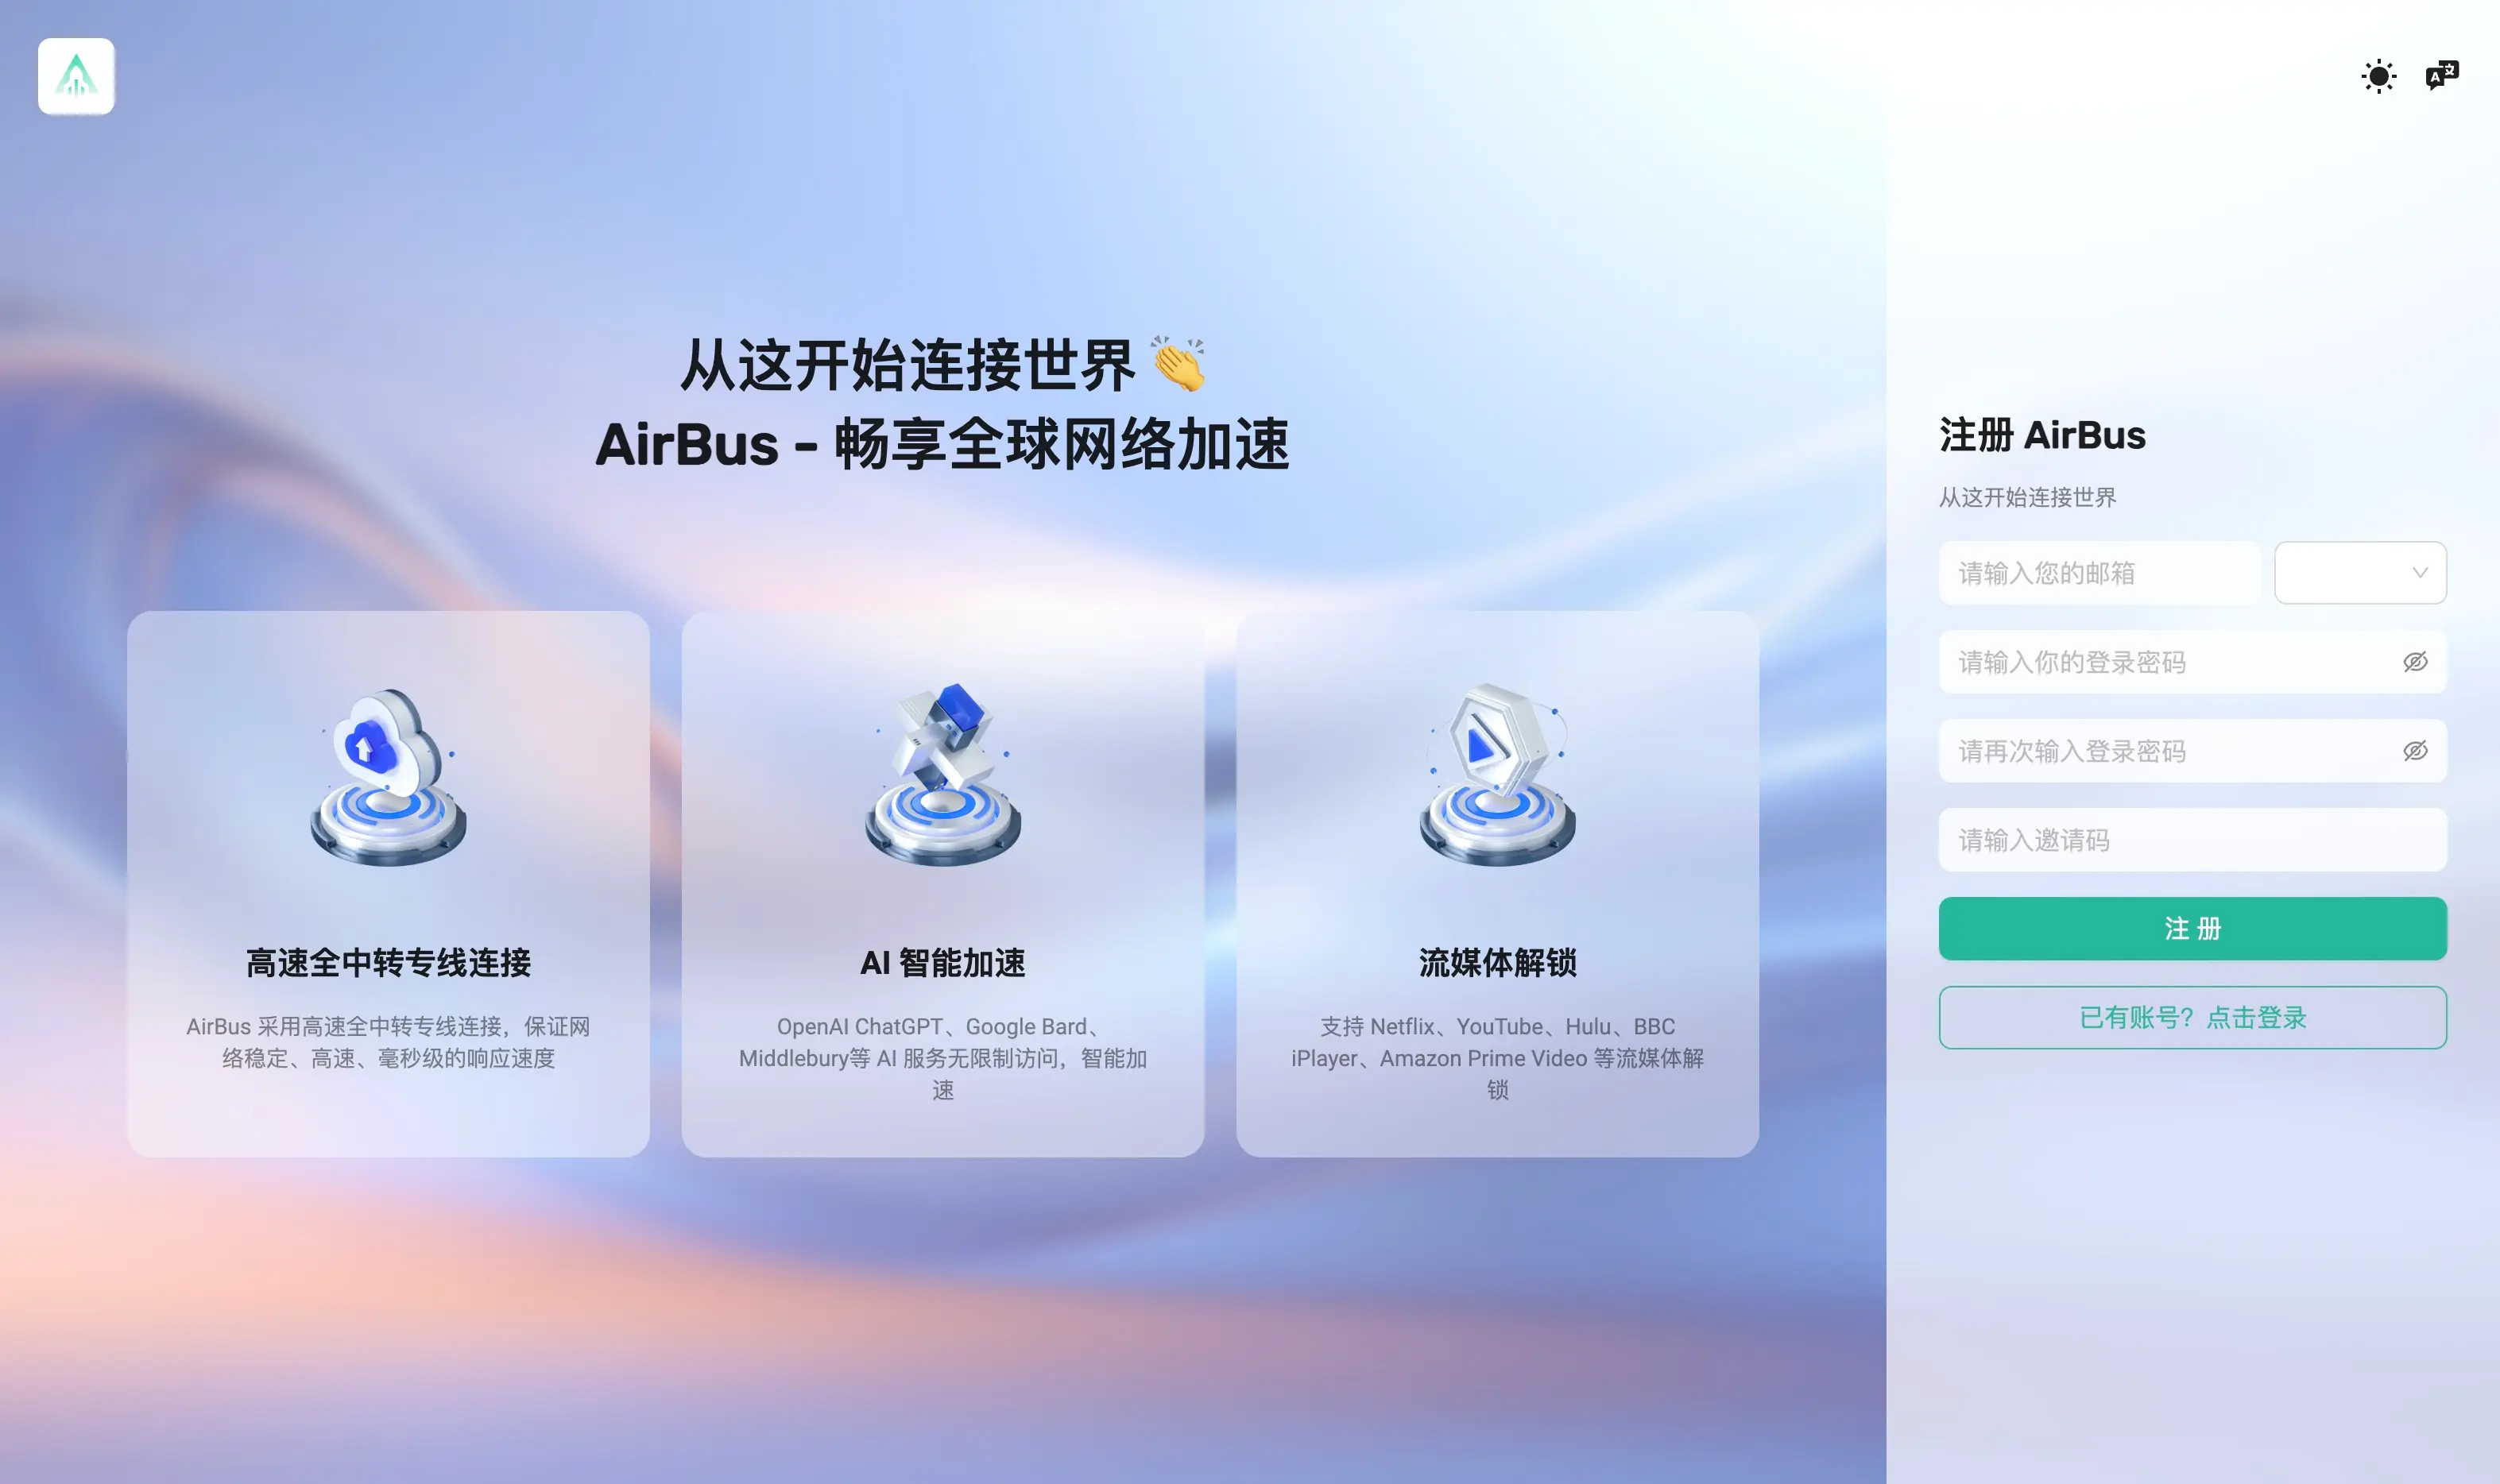 从这开始连接世界 👏
AirBus - 畅享全球网络加速
高速全中转专线连接
AirBus 采用高速全中转专线连接，保证网
络稳定、高速、毫秒级的响应速度
AI 智能加速
OpenAI ChatGPT、Google Bard、
Middlebury等 AI 服务无限制访问，智能加
速
流媒体解锁
支持 Netflix、YouTube、Hulu、BBC
iPlayer、Amazon Prime Video 等流媒体解
锁
注册 AirBus
从这开始连接世界
请输入您的邮箱
请输入你的登录密码
请再次输入登录密码
请输入邀请码
注 册
已有账号？点击登录